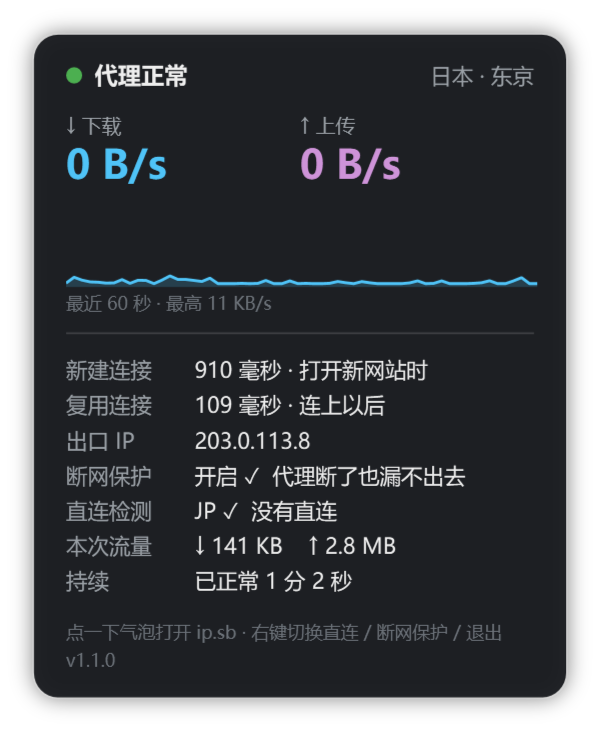 代理正常 日本 · 东京
↓ 下载 ↑ 上传
0 B/s 0 B/s
最近 60 秒 · 最高 11 KB/s
新建连接 910 毫秒 · 打开新网站时
复用连接 109 毫秒 · 连上以后
出口 IP 203.0.113.8
断网保护 开启 ✓ 代理断了也漏不出去
直连检测 JP ✓ 没有直连
本次流量 ↓ 141 KB ↑ 2.8 MB
持续 已正常 1 分 2 秒
点一下气泡打开 ip.sb · 右键切换直连 / 断网保护 / 退出
v1.1.0